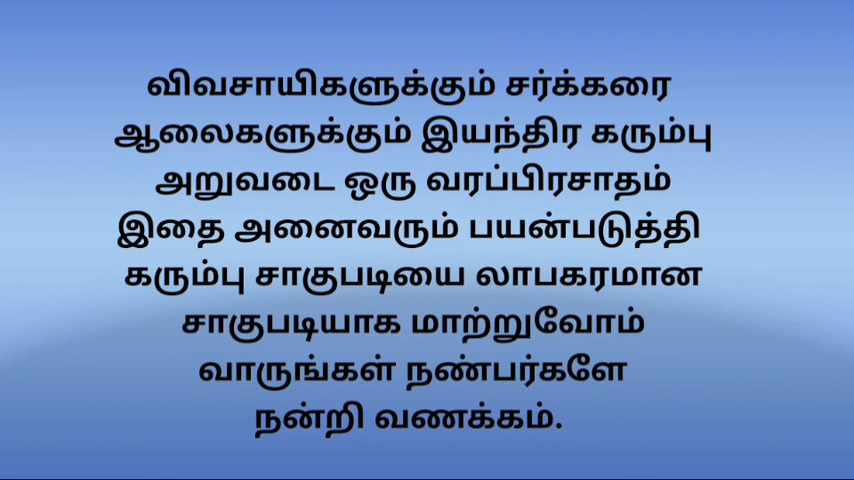 விவசாயிகளுக்கும் சர்க்கரை
ஆலைகளுக்கும் இயந்திர கரும்பு
அறுவடை ஒரு வரப்பிரசாதம்
இதை அனைவரும் பயன்படுத்தி
கரும்பு சாகுபடியை லாபகரமான
சாகுபடியாக மாற்றுவோம்
வாருங்கள் நண்பர்களே
நன்றி வணக்கம்.